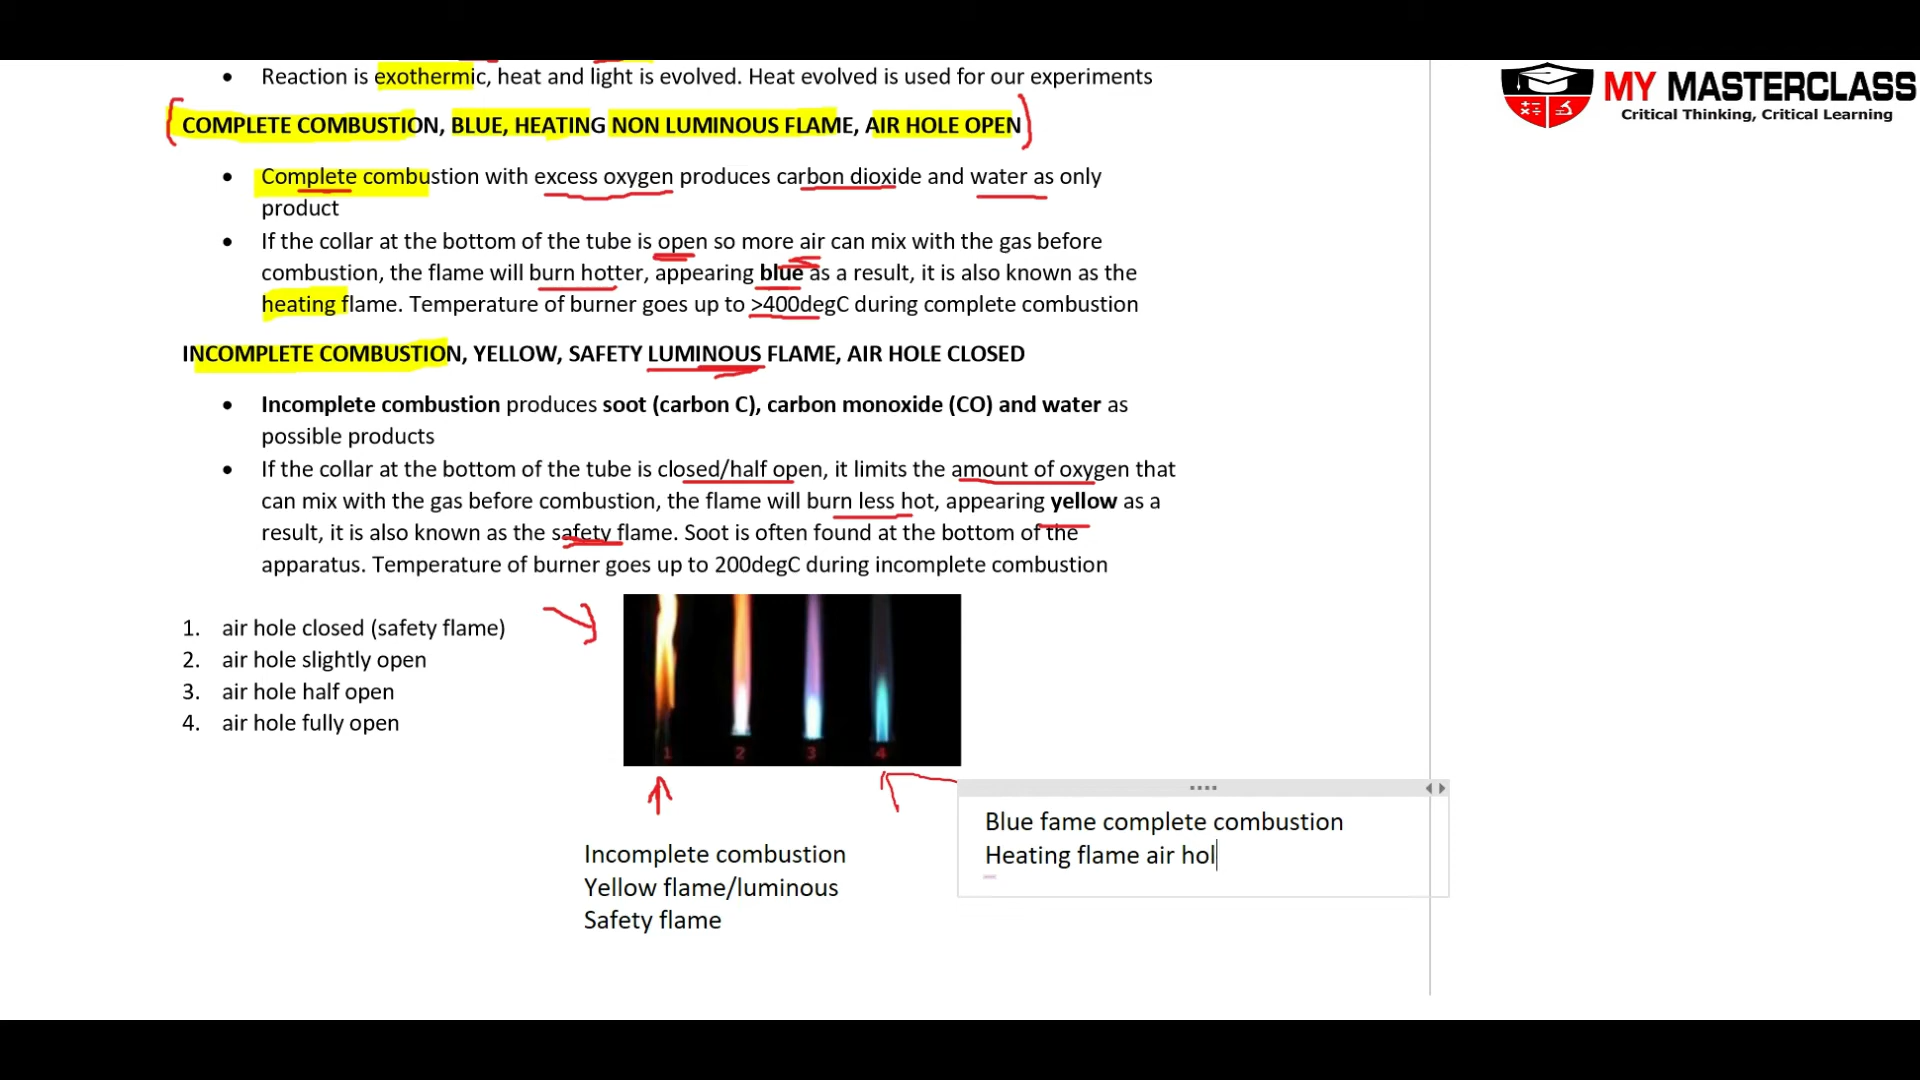 • Reaction is exothermic, heat and light is evolved. Heat evolved is used for our experiments
MY MASTERCLASS
Critical Thinking, Critical Learning
COMPLETE COMBUSTION, BLUE, HEATING NON LUMINOUS FLAME, AIR HOLE OPEN
• Complete combustion with excess oxygen produces carbon dioxide and water as only
product
• If the collar at the bottom of the tube is open so more air can mix with the gas before
combustion, the flame will burn hotter, appearing blue as a result, it is also known as the
heating flame. Temperature of burner goes up to >400degC during complete combustion
INCOMPLETE COMBUSTION, YELLOW, SAFETY LUMINOUS FLAME, AIR HOLE CLOSED
• Incomplete combustion produces soot (carbon C), carbon monoxide (CO) and water as
possible products
• If the collar at the bottom of the tube is closed/half open, it limits the amount of oxygen that
can mix with the gas before combustion, the flame will burn less hot, appearing yellow as a
result, it is also known as the safety flame. Soot is often found at the bottom of the
apparatus. Temperature of burner goes up to 200degC during incomplete combustion
1. air hole closed (safety flame)
2. air hole slightly open
3. air hole half open
4. air hole fully open
1 2 3 4
Incomplete combustion
Yellow flame/luminous
Safety flame
Blue fame complete combustion
Heating flame air hol